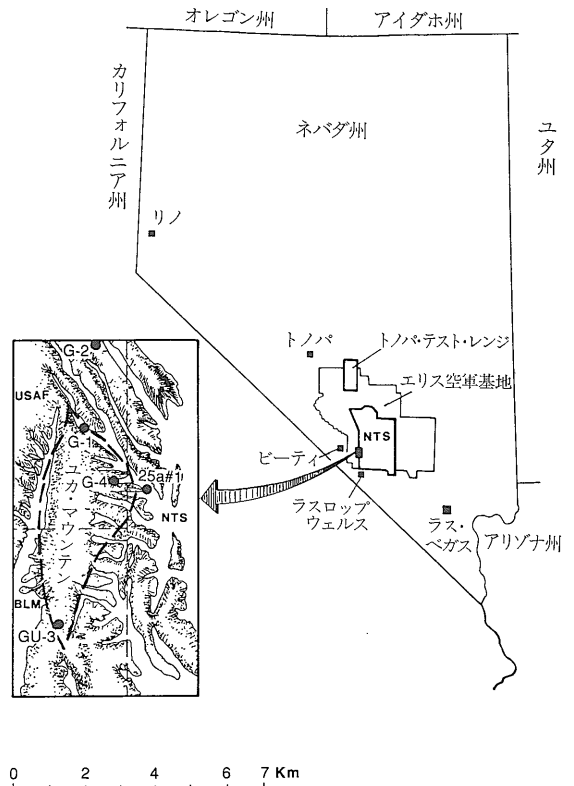 オレゴン州
アイダホ州
カリフォルニア州
ネバダ州
ユタ州
リノ
トノパ
トノパ・テスト・レンジ
エリス空軍基地
NTS
ビーティ
ラスロップ
ウェルス
ラス・
ベガス
アリゾナ州
G-2
USAF
G-1
G-4
25a#1
ユカ・マウンテン
NTS
BLM
GU-3
0 2 4 6 7 Km